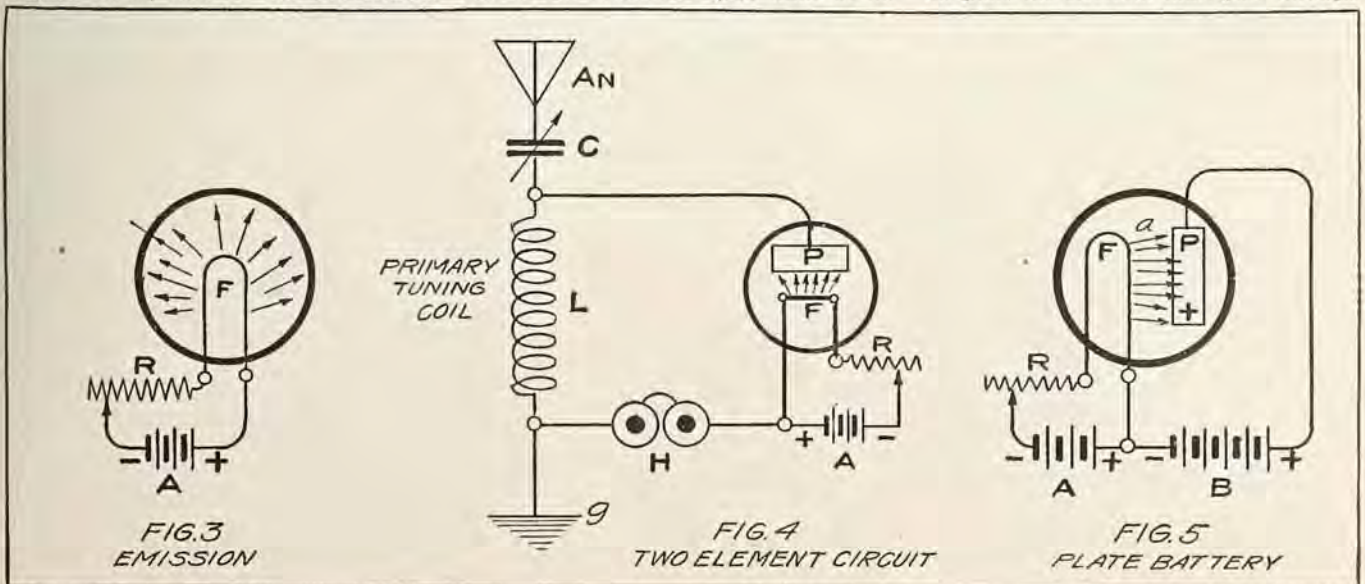 F
R
- +
A
FIG.3
EMISSION
AN
C
PRIMARY
TUNING
COIL
L
P
F
R
H
+ -
A
g
FIG.4
TWO ELEMENT CIRCUIT
a
F
P
+
R
- + - +
A B
FIG.5
PLATE BATTERY